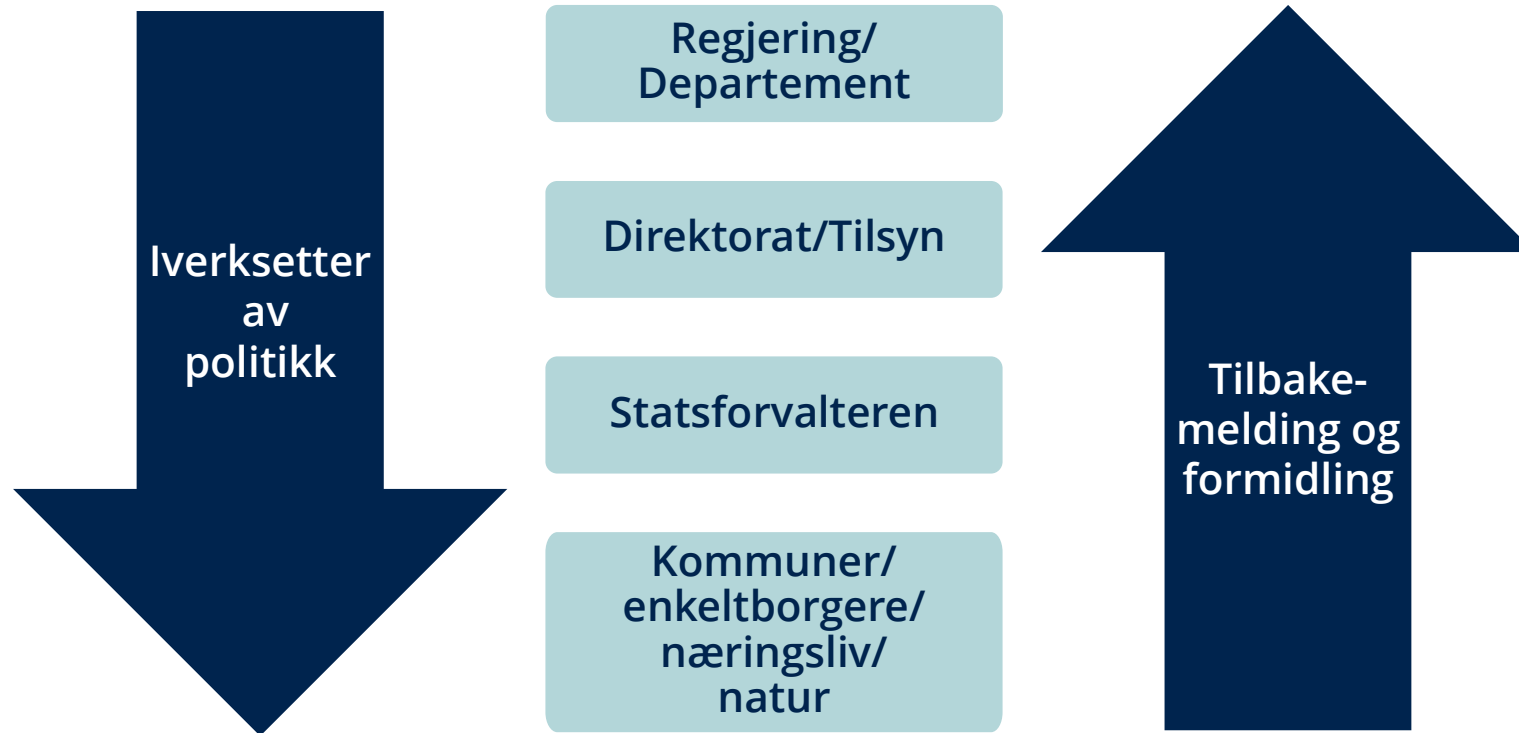 Iverksetter
av
politikk
Regjering/
Departement
Direktorat/Tilsyn
Statsforvalteren
Kommuner/
enkeltborgere/
næringsliv/
natur
Tilbake-
melding og
formidling